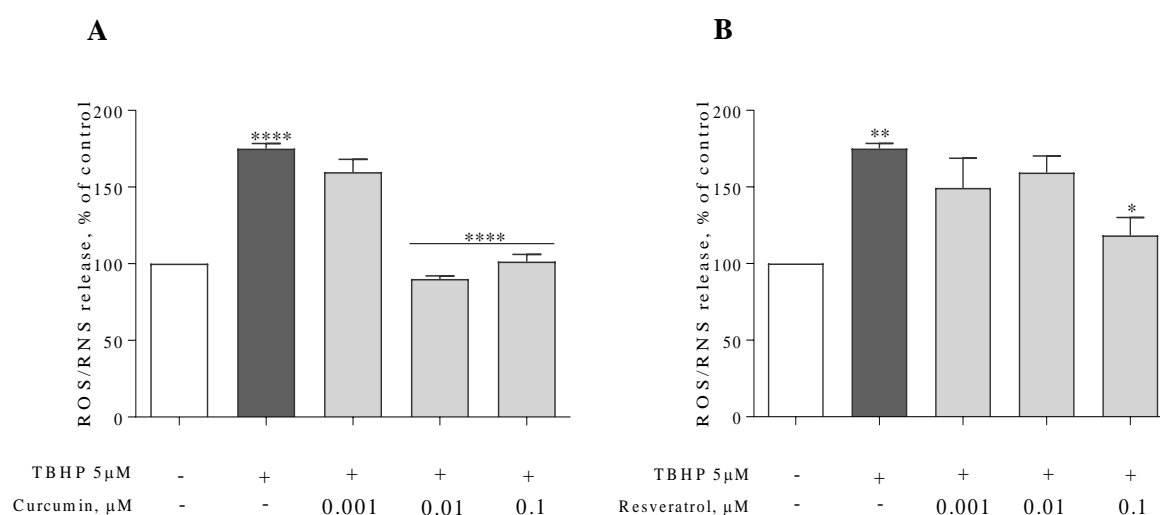 A
ROS/RNS release, % of control
200
150
100
50
0
****
****
TBHP 5µM - + + + +
Curcumin, µM - - 0.001 0.01 0.1
B
ROS/RNS release, % of control
200
150
100
50
0
**
*
TBHP 5µM - + + + +
Resveratrol, µM - - 0.001 0.01 0.1